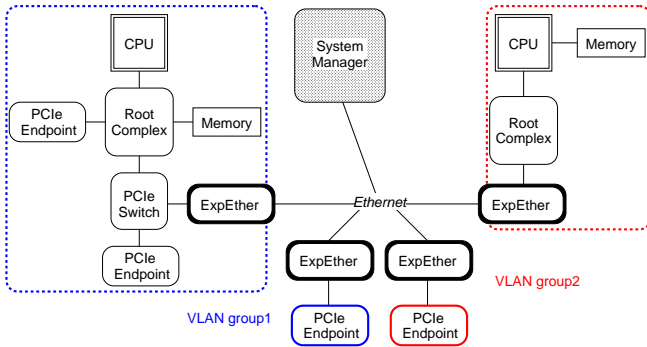 CPU
PCIe
Endpoint
Root
Complex
Memory
PCIe
Switch
ExpEther
PCIe
Endpoint
VLAN group1
System
Manager
Ethernet
ExpEther
ExpEther
PCIe
Endpoint
PCIe
Endpoint
CPU
Memory
Root
Complex
ExpEther
VLAN group2